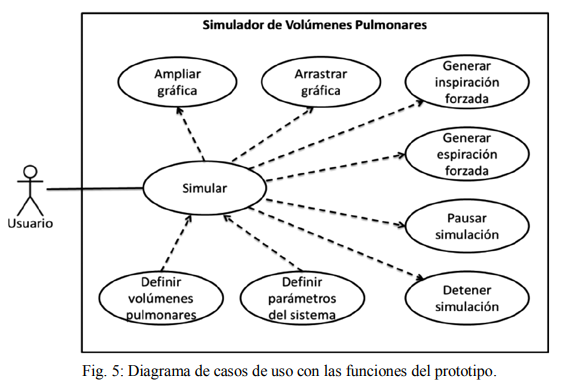 Simulador de Volúmenes Pulmonares
Ampliar
gráfica
Arrastrar
gráfica
Generar
inspiración
forzada
Generar
espiración
forzada
Simular
Usuario
Pausar
simulación
Definir
volúmenes
pulmonares
Definir
parámetros
del sistema
Detener
simulación
Fig. 5: Diagrama de casos de uso con las funciones del prototipo.